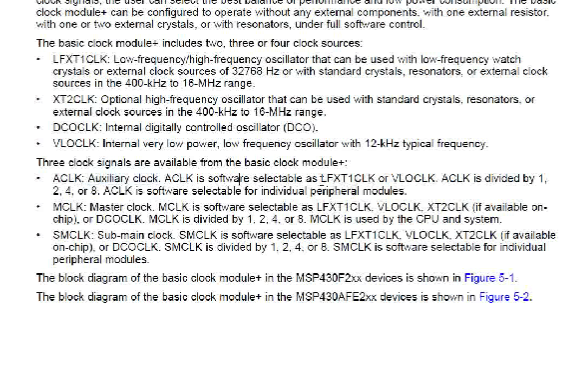 clock signals, the user can select the best balance of performance and low power consumption. The basic
clock module+ can be configured to operate without any external components, with one external resistor,
with one or two external crystals, or with resonators, under full software control.
The basic clock module+ includes two, three or four clock sources:
• LFXT1CLK: Low-frequency/high-frequency oscillator that can be used with low-frequency watch
crystals or external clock sources of 32768 Hz or with standard crystals, resonators, or external clock
sources in the 400-kHz to 16-MHz range.
• XT2CLK: Optional high-frequency oscillator that can be used with standard crystals, resonators, or
external clock sources in the 400-kHz to 16-MHz range.
• DCOCLK: Internal digitally controlled oscillator (DCO).
• VLOCLK: Internal very low power, low frequency oscillator with 12-kHz typical frequency.
Three clock signals are available from the basic clock module+:
• ACLK: Auxiliary clock. ACLK is software selectable as LFXT1CLK or VLOCLK. ACLK is divided by 1,
2, 4, or 8. ACLK is software selectable for individual peripheral modules.
• MCLK: Master clock. MCLK is software selectable as LFXT1CLK, VLOCLK, XT2CLK (if available on-
chip), or DCOCLK. MCLK is divided by 1, 2, 4, or 8. MCLK is used by the CPU and system.
• SMCLK: Sub-main clock. SMCLK is software selectable as LFXT1CLK, VLOCLK, XT2CLK (if available
on-chip), or DCOCLK. SMCLK is divided by 1, 2, 4, or 8. SMCLK is software selectable for individual
peripheral modules.
The block diagram of the basic clock module+ in the MSP430F2xx devices is shown in Figure 5-1.
The block diagram of the basic clock module+ in the MSP430AFE2xx devices is shown in Figure 5-2.